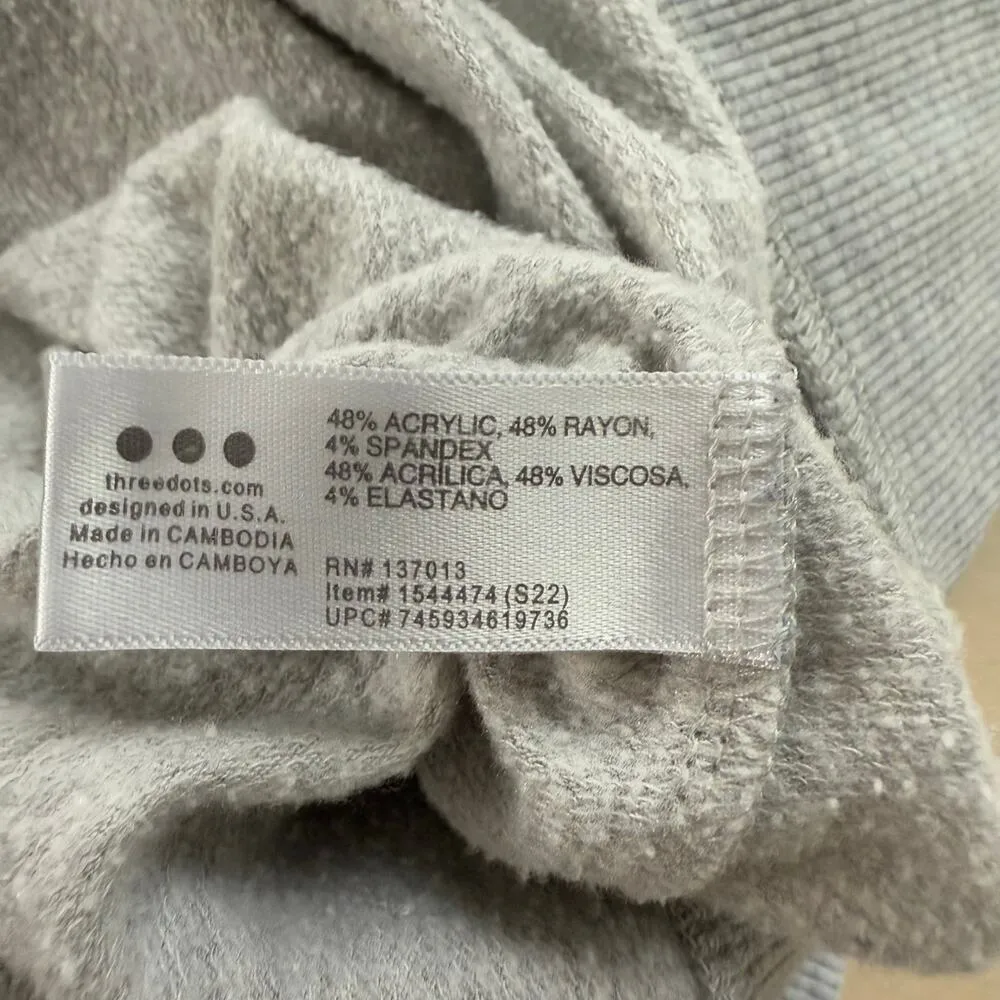 threedots.com
designed in U.S.A.
Made in CAMBODIA
Hecho en CAMBOYA
48% ACRYLIC, 48% RAYON,
4% SPANDEX
48% ACRÍLICA, 48% VISCOSA,
4% ELASTANO
RN# 137013
Item# 1544474 (S22)
UPC# 745934619736